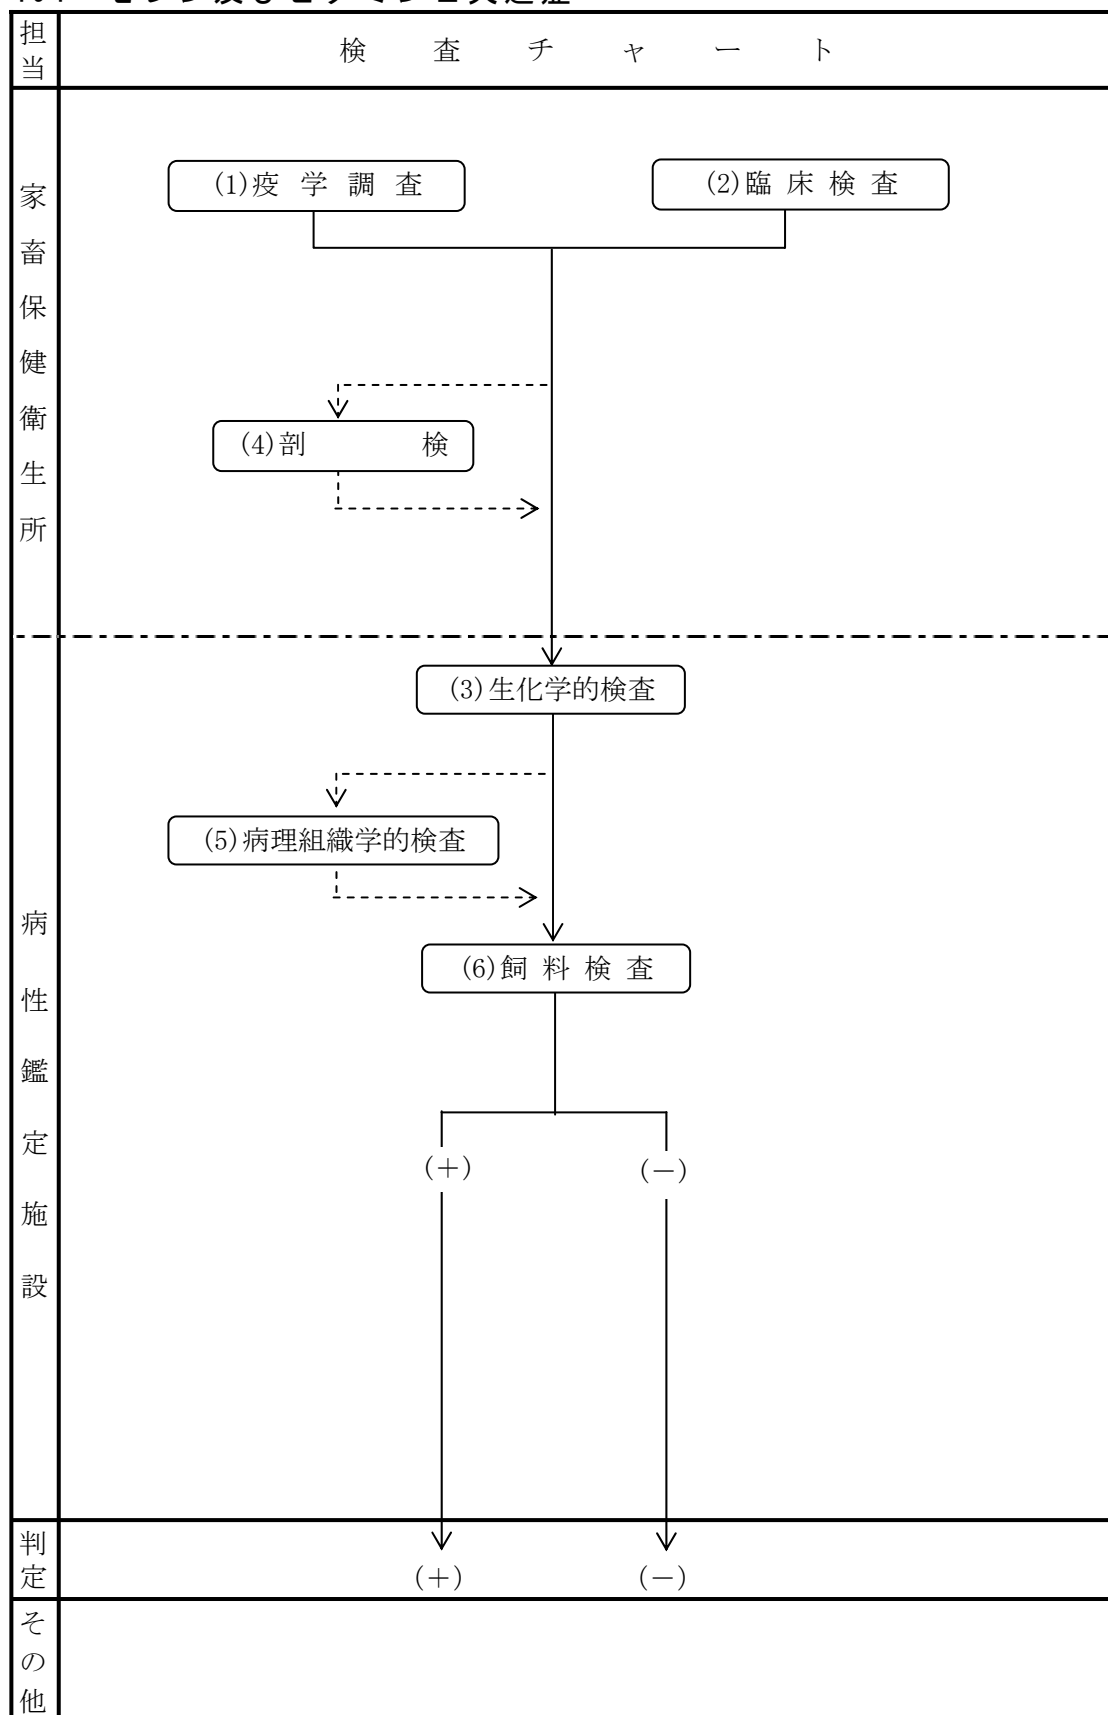 担当
検査チャート
家畜保健衛生所
(1)疫学調査
(2)臨床検査
(4)剖検
(3)生化学的検査
(5)病理組織学的検査
病性鑑定施設
(6)飼料検査
(+)
(-)
判定
(+)
(-)
その他